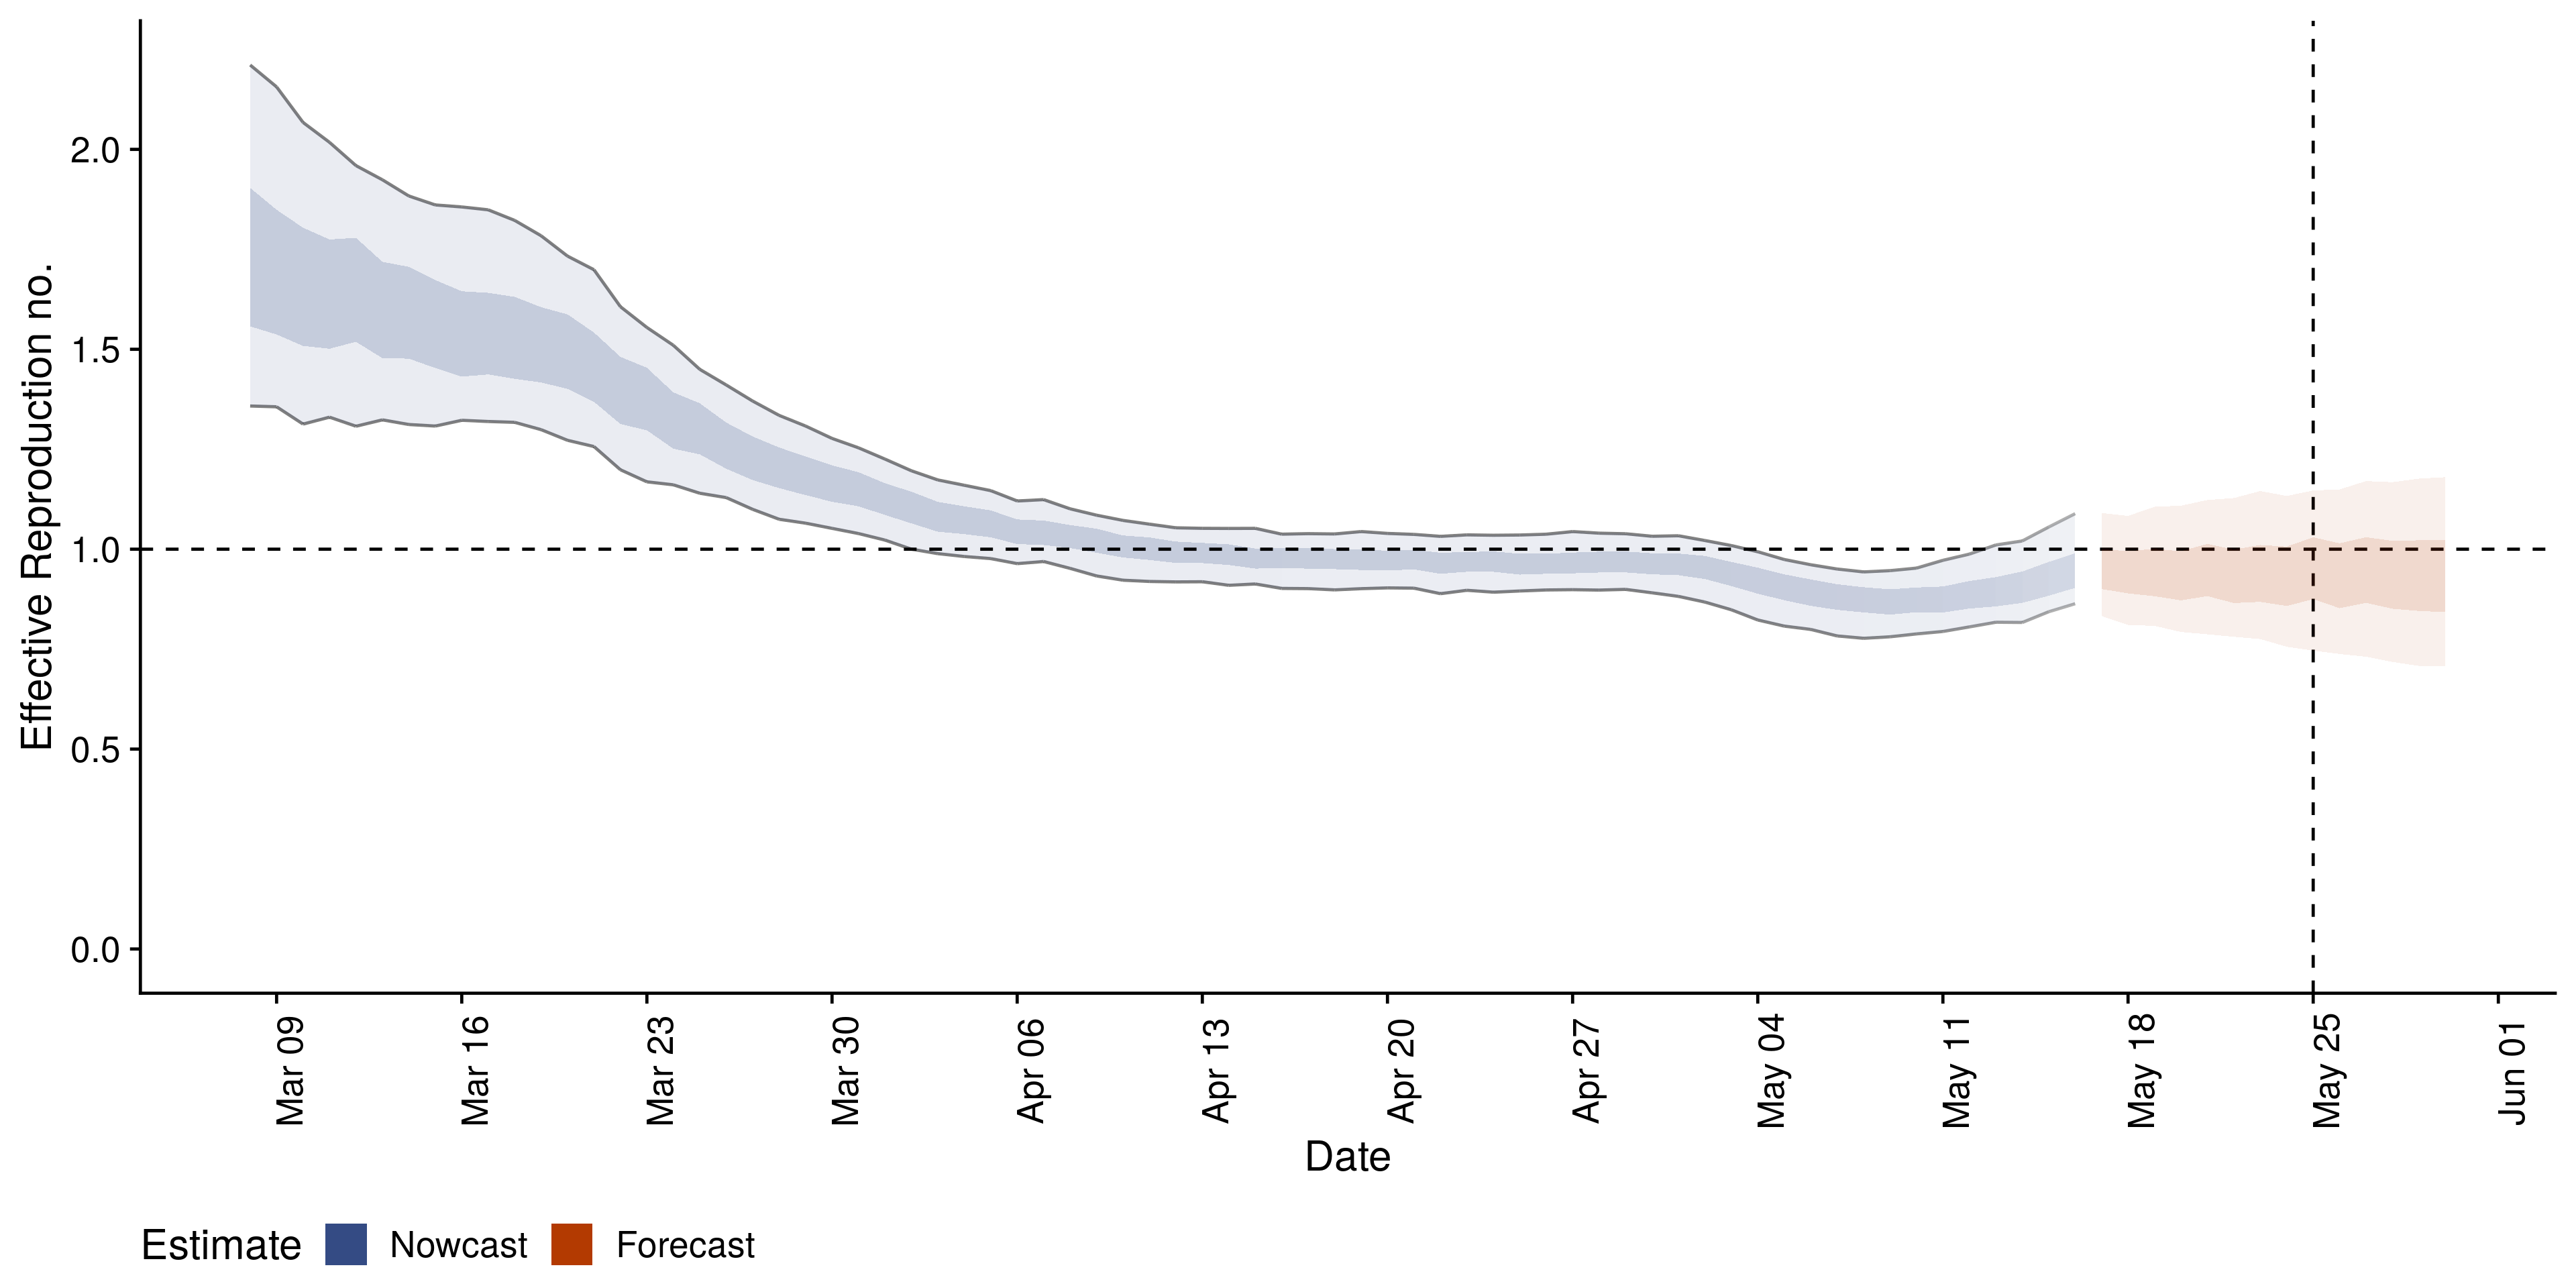 Effective Reproduction no.
2.0
1.5
1.0
0.5
0.0
Mar 09
Mar 16
Mar 23
Mar 30
Apr 06
Apr 13
Apr 20
Apr 27
May 04
May 11
May 18
May 25
Jun 01
Date
Estimate Nowcast Forecast